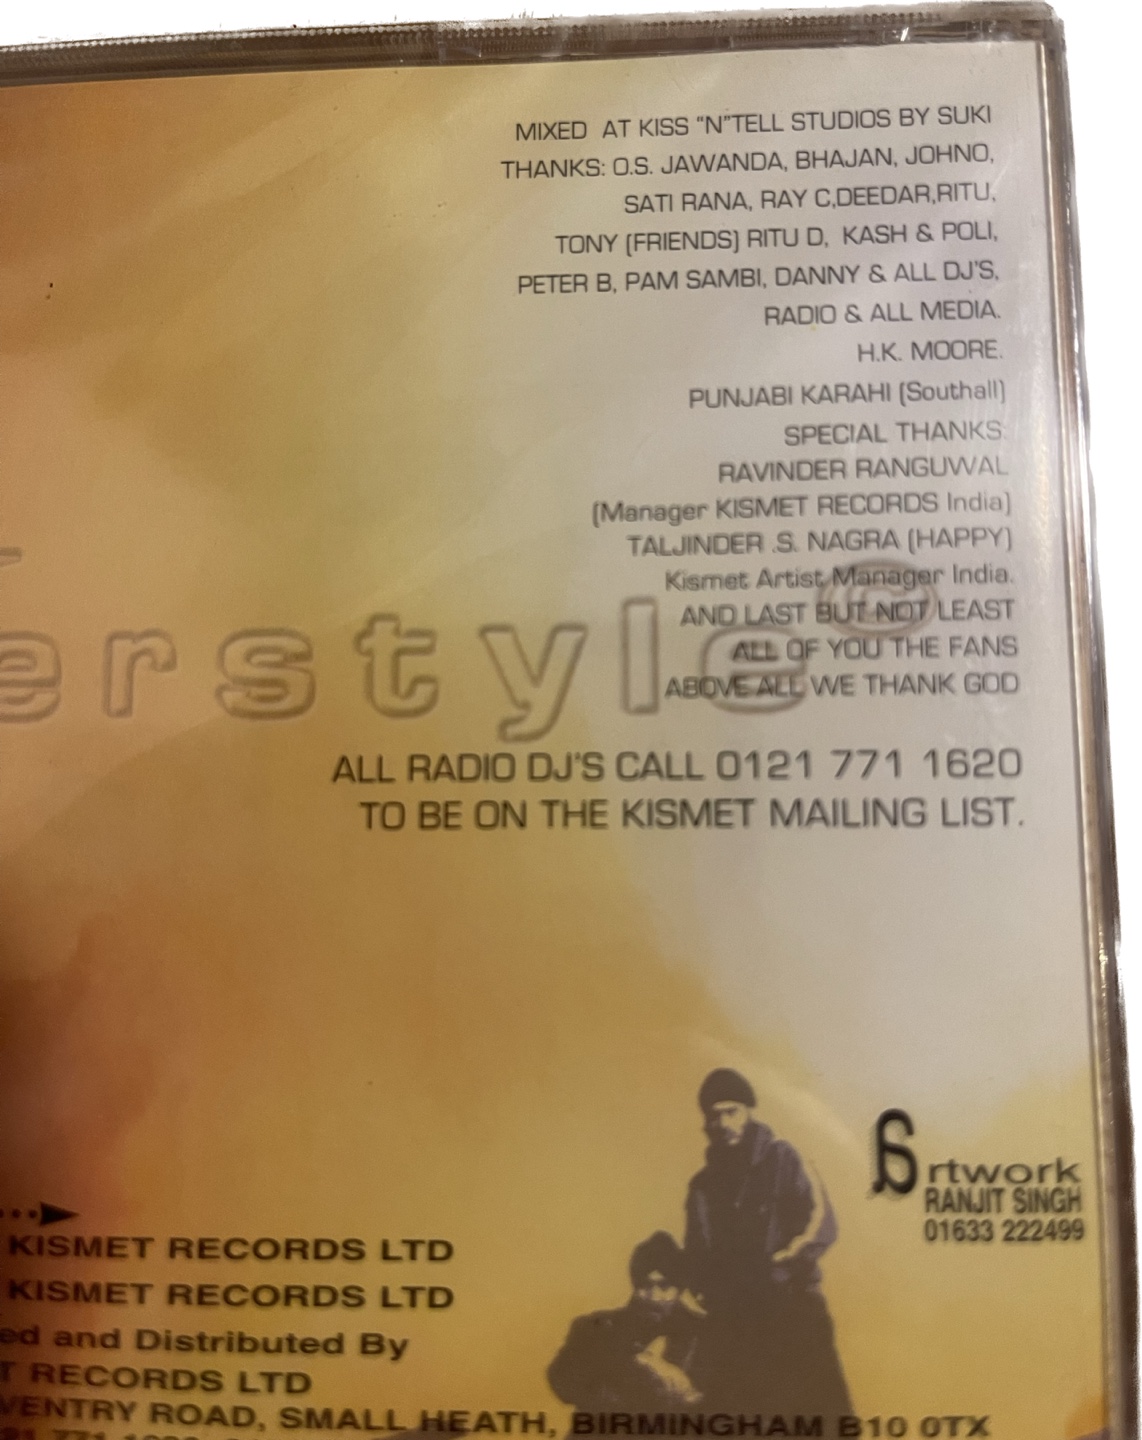 MIXED AT KISS "N"TELL STUDIOS BY SUKI
THANKS: O.S. JAWANDA, BHAJAN, JOHNO,
SATI RANA, RAY C,DEEDAR,RITU,
TONY (FRIENDS) RITU D, KASH & POLI,
PETER B, PAM SAMBI, DANNY & ALL DJ'S,
RADIO & ALL MEDIA.
H.K. MOORE.
PUNJABI KARAHI (Southall)
SPECIAL THANKS:
RAVINDER RANGUWAL
(Manager KISMET RECORDS India)
TALJINDER .S. NAGRA (HAPPY)
Kismet Artist Manager India.
AND LAST BUT NOT LEAST
ALL OF YOU THE FANS
ABOVE ALL WE THANK GOD
erstyle©
ALL RADIO DJ'S CALL 0121 771 1620
TO BE ON THE KISMET MAILING LIST.
artwork
RANJIT SINGH
01633 222499
KISMET RECORDS LTD
KISMET RECORDS LTD
ed and Distributed By
T RECORDS LTD
VENTRY ROAD, SMALL HEATH, BIRMINGHAM B10 0TX